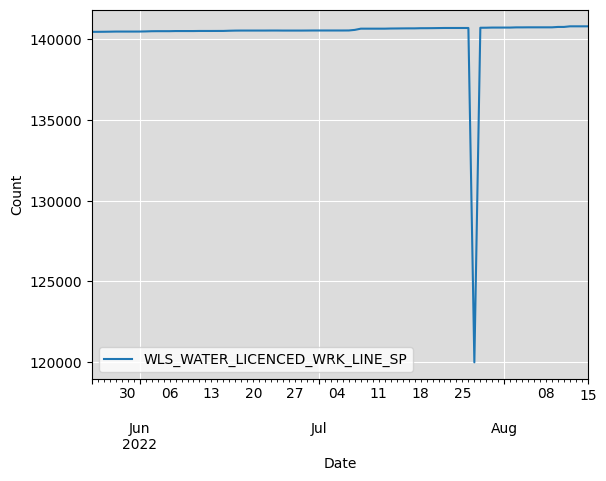 140000
135000
130000
125000
120000
Count
WLS_WATER_LICENCED_WRK_LINE_SP
30 06 13 20 27 04 11 18 25 08 15
Jun Jul Aug
2022
Date